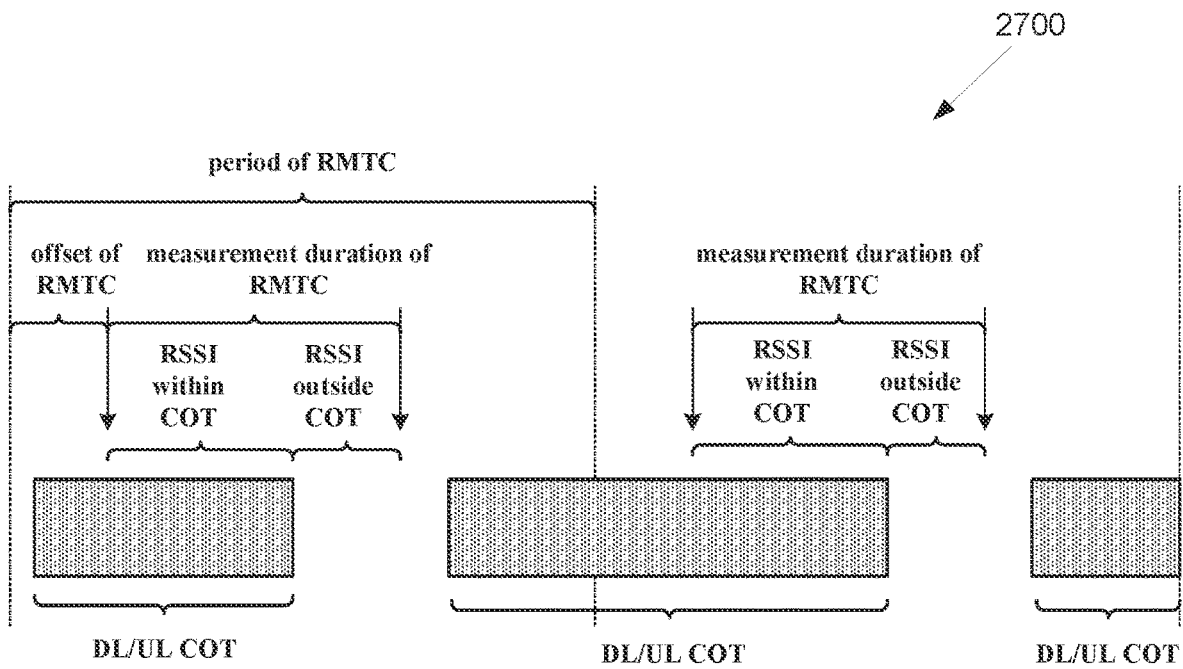 2700
period of RMTC
offset of
RMTC
measurement duration of
RMTC
measurement duration of
RMTC
RSSI
within
COT
RSSI
outside
COT
RSSI
within
COT
RSSI
outside
COT
DL/UL COT
DL/UL COT
DL/UL COT